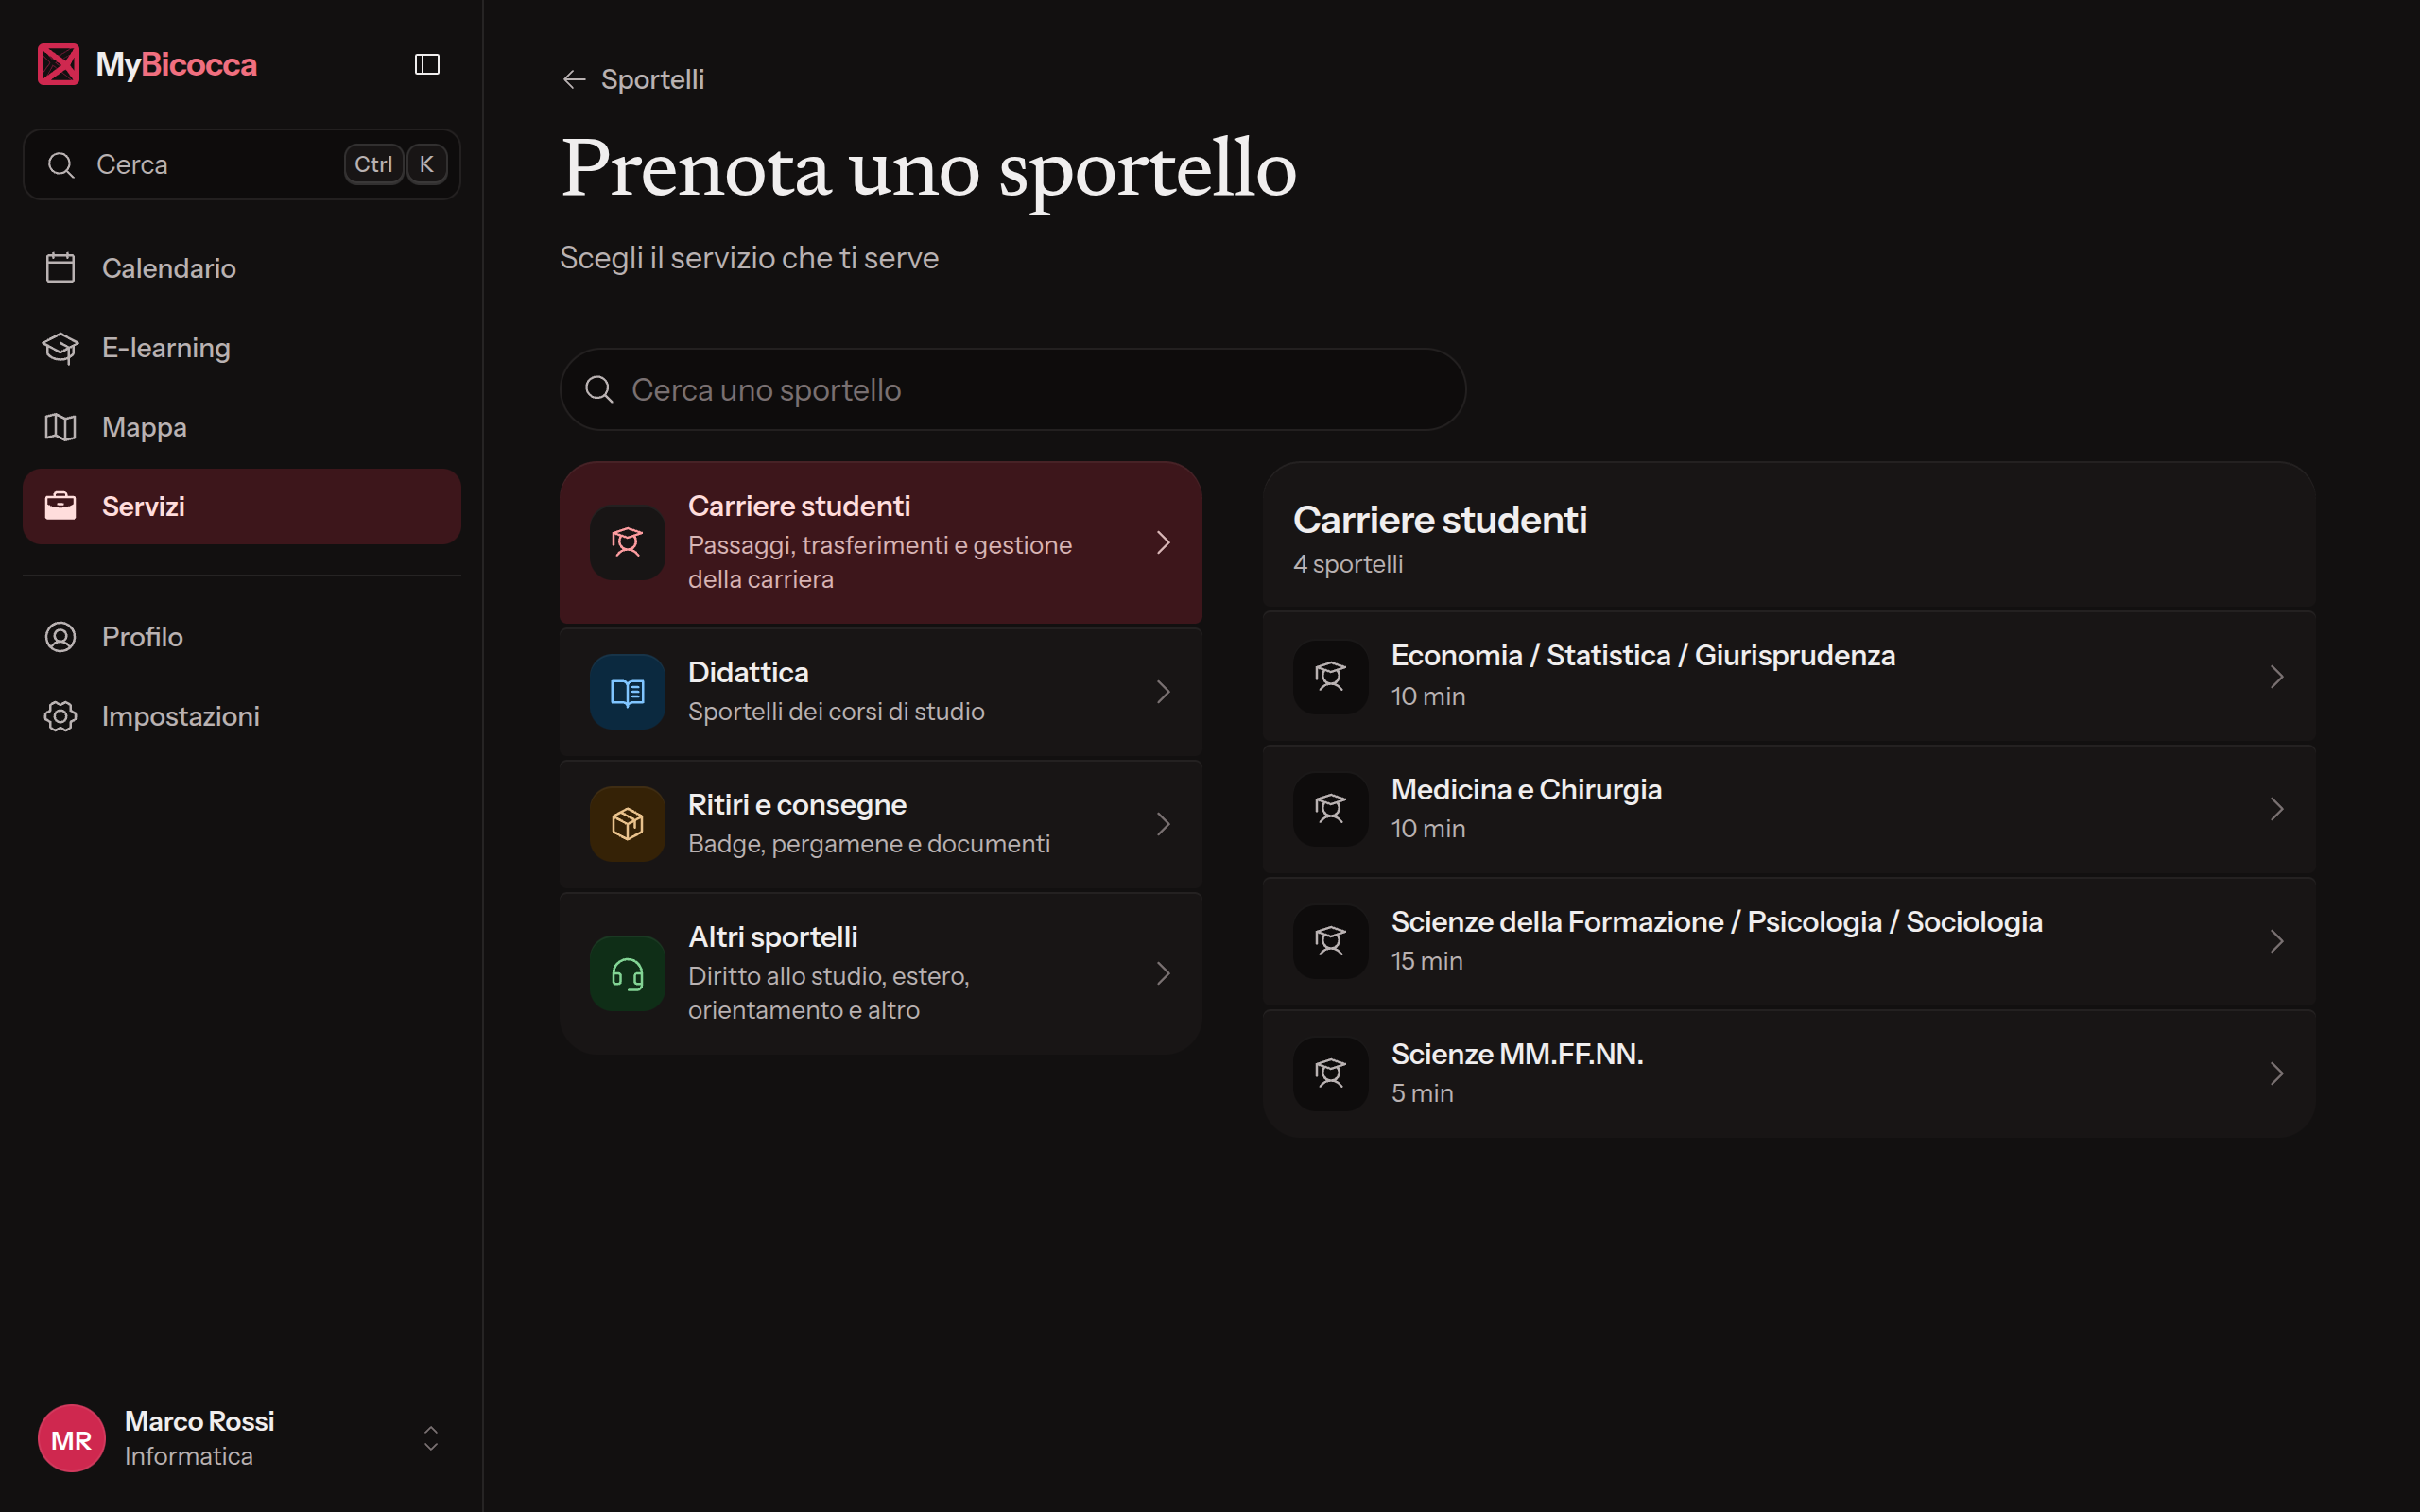 MyBicocca
Cerca
Ctrl K
Calendario
E-learning
Mappa
Servizi
Profilo
Impostazioni
MR
Marco Rossi
Informatica
Sportelli
Prenota uno sportello
Scegli il servizio che ti serve
Cerca uno sportello
Carriere studenti
Passaggi, trasferimenti e gestione
della carriera
Didattica
Sportelli dei corsi di studio
Ritiri e consegne
Badge, pergamene e documenti
Altri sportelli
Diritto allo studio, estero,
orientamento e altro
Carriere studenti
4 sportelli
Economia / Statistica / Giurisprudenza
10 min
Medicina e Chirurgia
10 min
Scienze della Formazione / Psicologia / Sociologia
15 min
Scienze MM.FF.NN.
5 min